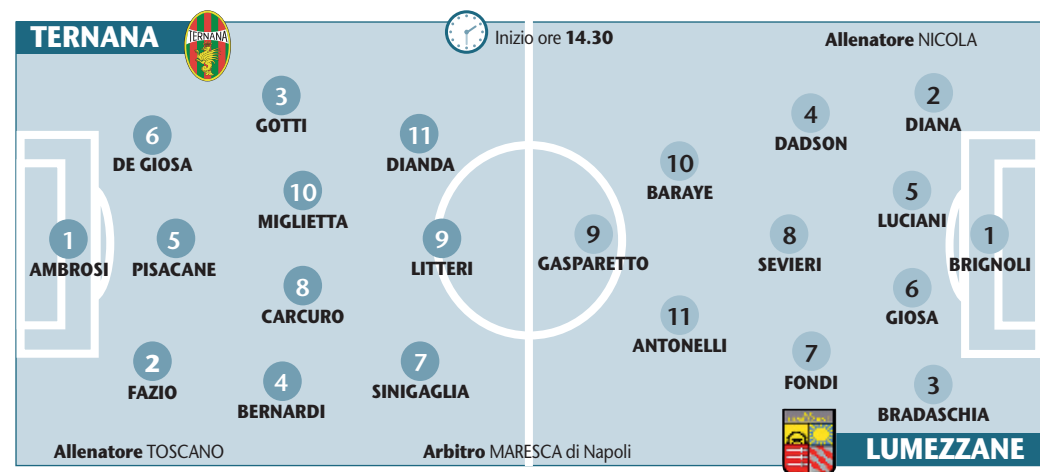 TERNANA
TERNANA
Inizio ore 14.30
Allenatore NICOLA
3
GOTTI
6
DE GIOSA
11
DIANDA
10
MIGLIETTA
1
AMBROSI
5
PISACANE
9
LITTERI
8
CARCURO
2
FAZIO
4
BERNARDI
7
SINIGAGLIA
2
DIANA
4
DADSON
10
BARAYE
5
LUCIANI
9
GASPARETTO
8
SEVIERI
1
BRIGNOLI
6
GIOSA
11
ANTONELLI
7
FONDI
3
BRADASCHIA
Allenatore TOSCANO
Arbitro MARESCA di Napoli
LUMEZZANE